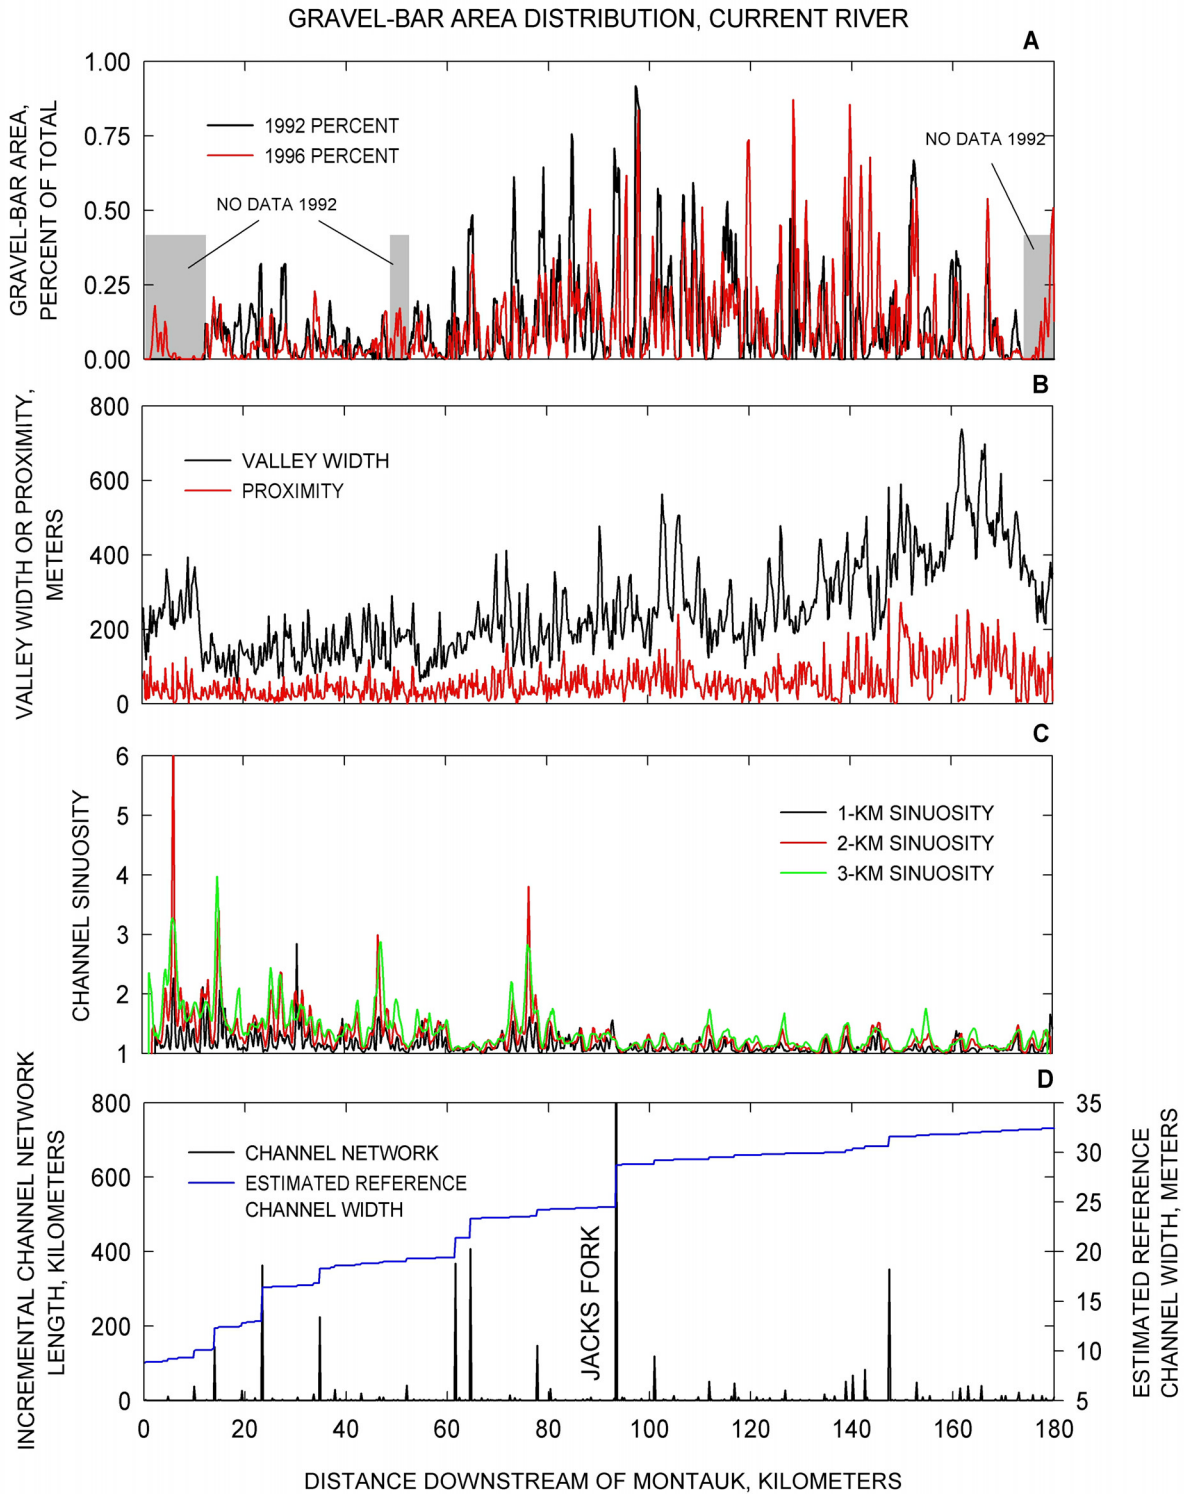 GRAVEL-BAR AREA DISTRIBUTION, CURRENT RIVER
A
GRAVEL-BAR AREA,
PERCENT OF TOTAL
1.00
0.75
0.50
0.25
0.00
1992 PERCENT
1996 PERCENT
NO DATA 1992
NO DATA 1992
B
VALLEY WIDTH OR PROXIMITY,
METERS
800
600
400
200
0
VALLEY WIDTH
PROXIMITY
C
CHANNEL SINUOSITY
6
5
4
3
2
1
1-KM SINUOSITY
2-KM SINUOSITY
3-KM SINUOSITY
D
INCREMENTAL CHANNEL NETWORK
LENGTH, KILOMETERS
800
600
400
200
0
CHANNEL NETWORK
ESTIMATED REFERENCE
CHANNEL WIDTH
JACKS FORK
35
30
25
20
15
10
5
ESTIMATED REFERENCE
CHANNEL WIDTH, METERS
0 20 40 60 80 100 120 140 160 180
DISTANCE DOWNSTREAM OF MONTAUK, KILOMETERS